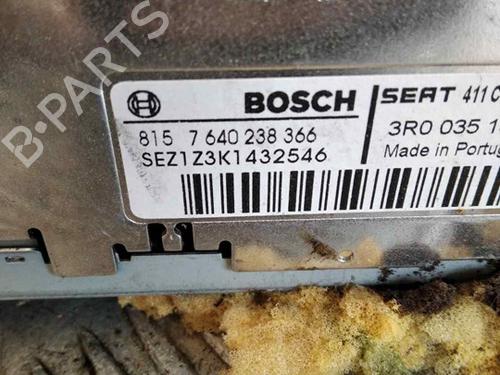 B-PARTS
BOSCH
SEAT 411
815 7 640 238 366
3R0 035 1
SEZ1Z3K1432546
Made in Portug